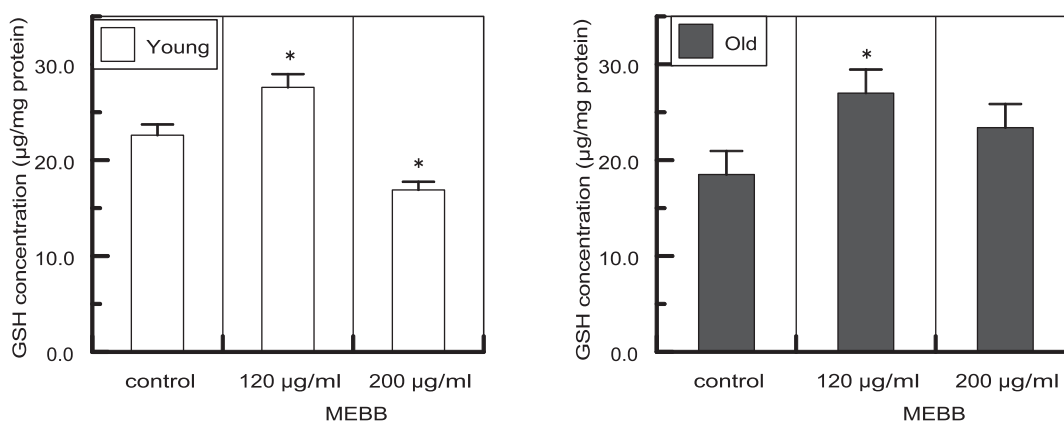 Young
GSH concentration (µg/mg protein)
30.0
20.0
10.0
0.0
*
*
control 120 µg/ml 200 µg/ml
MEBB
Old
GSH concentration (µg/mg protein)
30.0
20.0
10.0
0.0
*
control 120 µg/ml 200 µg/ml
MEBB